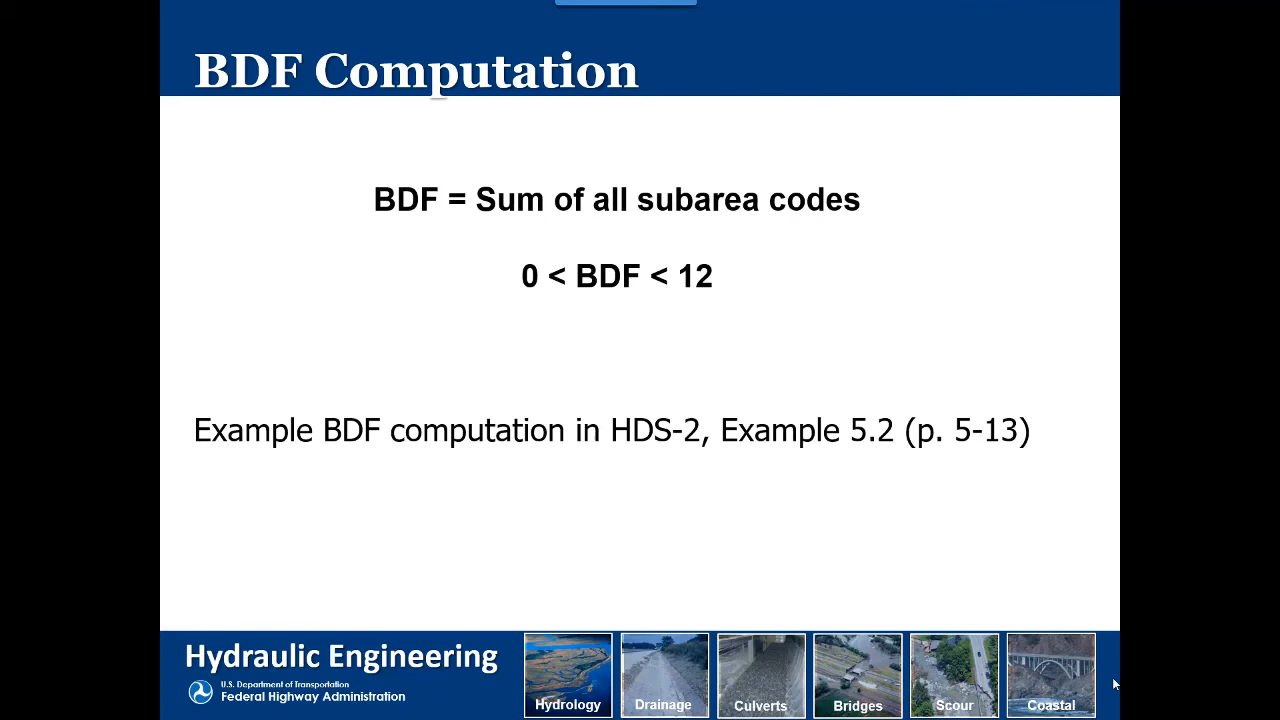 BDF Computation
BDF = Sum of all subarea codes
0 < BDF < 12
Example BDF computation in HDS-2, Example 5.2 (p. 5-13)
Hydraulic Engineering
U.S. Department of Transportation
Federal Highway Administration
Hydrology
Drainage
Culverts
Bridges
Scour
Coastal